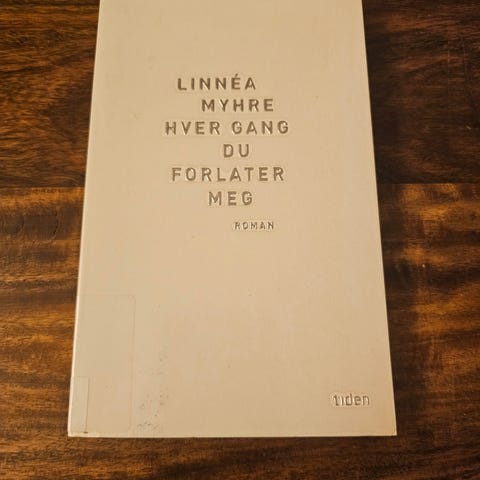 LINNÉA
MYHRE
HVER GANG
DU
FORLATER
MEG
ROMAN
tiden